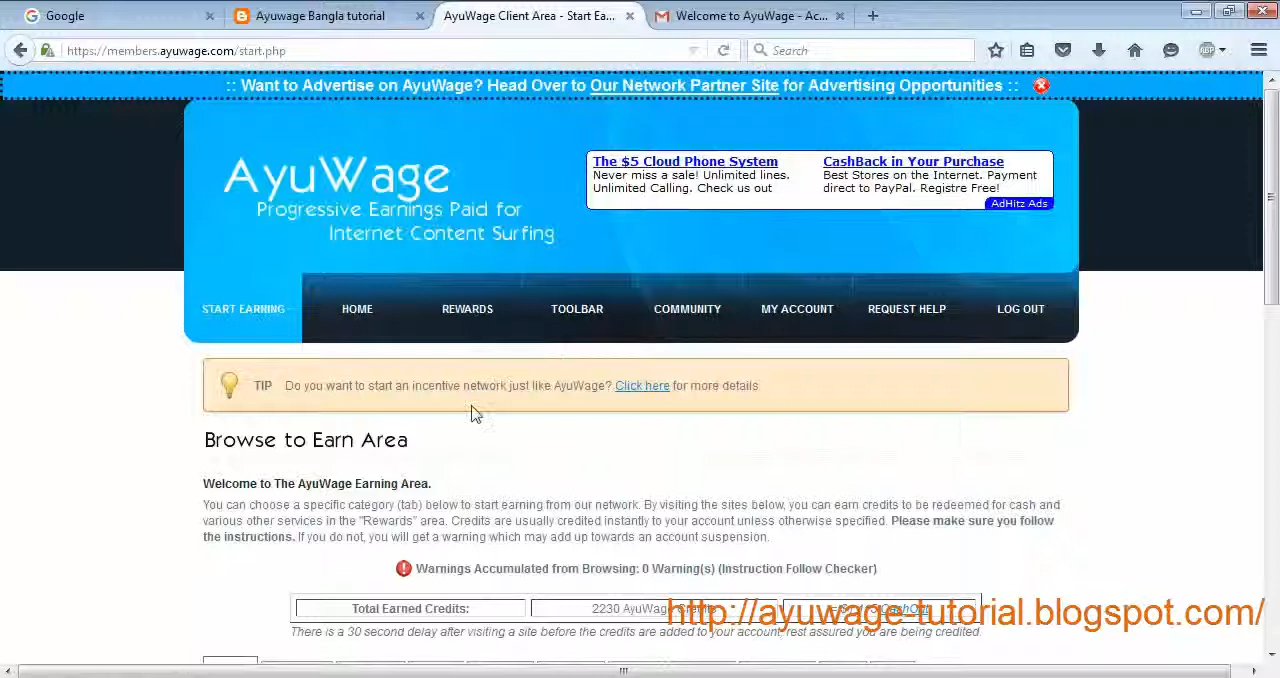 Google
Ayuwage Bangla tutorial
AyuWage Client Area - Start Ea...
Welcome to AyuWage - Ac...
https://members.ayuwage.com/start.php
Search
ABP
:: Want to Advertise on AyuWage? Head Over to Our Network Partner Site for Advertising Opportunities ::
AyuWage
Progressive Earnings Paid for
Internet Content Surfing
The $5 Cloud Phone System
Never miss a sale! Unlimited lines.
Unlimited Calling. Check us out
CashBack in Your Purchase
Best Stores on the Internet. Payment
direct to PayPal. Registre Free!
AdHitz Ads
START EARNING
HOME
REWARDS
TOOLBAR
COMMUNITY
MY ACCOUNT
REQUEST HELP
LOG OUT
TIP Do you want to start an incentive network just like AyuWage? Click here for more details
Browse to Earn Area
Welcome to The AyuWage Earning Area.
You can choose a specific category (tab) below to start earning from our network. By visiting the sites below, you can earn credits to be redeemed for cash and
various other services in the "Rewards" area. Credits are usually credited instantly to your account unless otherwise specified. Please make sure you follow
the instructions. If you do not, you will get a warning which may add up towards an account suspension.
Warnings Accumulated from Browsing: 0 Warning(s) (Instruction Follow Checker)
Total Earned Credits:
2230 AyuWage Credits
CashOut
http://ayuwage-tutorial.blogspot.com/
There is a 30 second delay after visiting a site before the credits are added to your account, rest assured you are being credited.